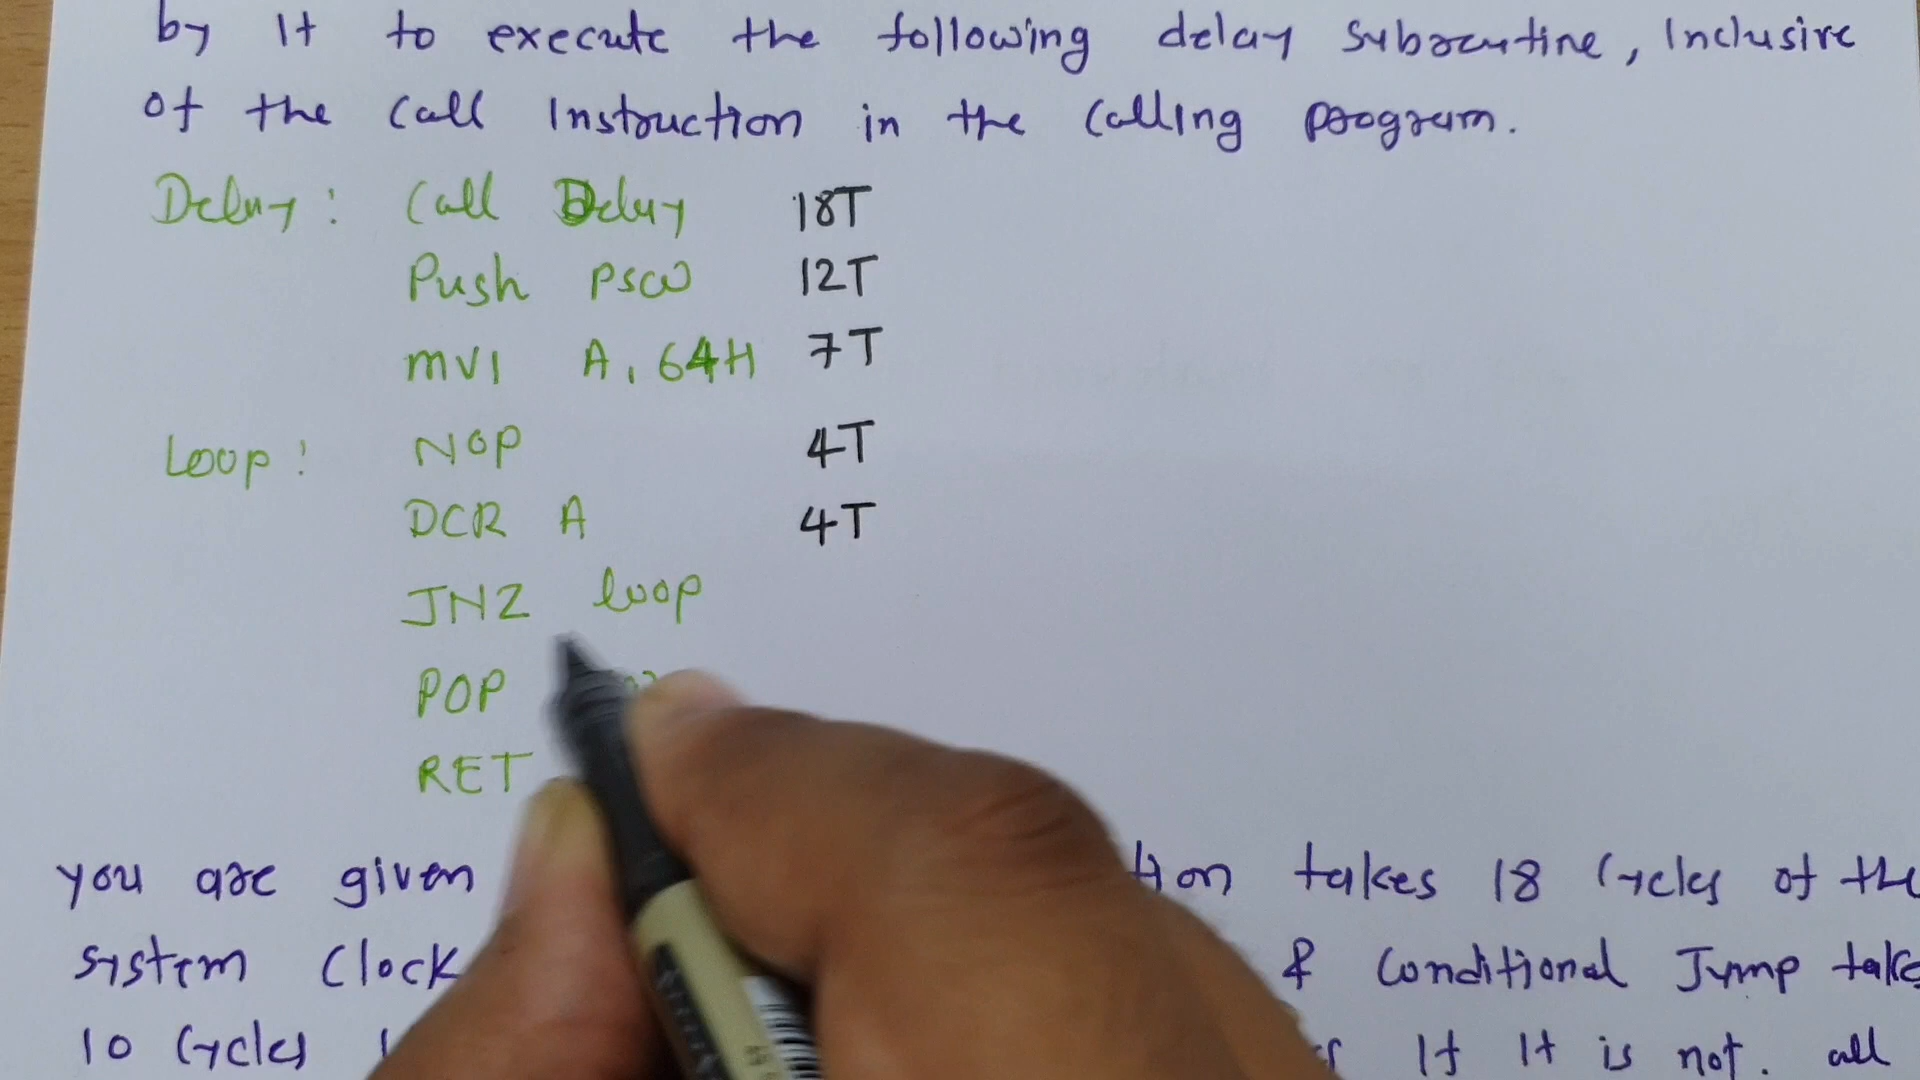 by It to execute the following delay subroutine, Inclusive
of the Call Instruction in the Calling program.
Delay: Call Delay 18T
Push PSW 12T
MVI A, 64H 7T
Loop: NOP 4T
DCR A 4T
JNZ loop
POP
RET
you are given takes 18 Cycles of the
system Clock & Conditional Jump take
10 Cycles If It is not. all